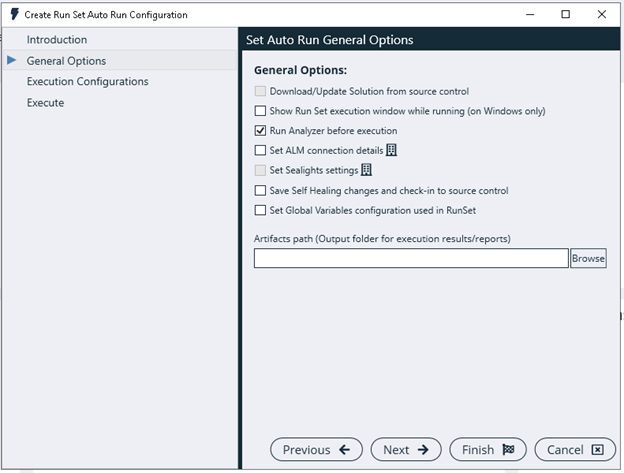 Create Run Set Auto Run Configuration
Introduction
General Options
Execution Configurations
Execute
Set Auto Run General Options
General Options:
Download/Update Solution from source control
Show Run Set execution window while running (on Windows only)
Run Analyzer before execution
Set ALM connection details
Set Sealights settings
Save Self Healing changes and check-in to source control
Set Global Variables configuration used in RunSet
Artifacts path (Output folder for execution results/reports)
Browse
Previous
Next
Finish
Cancel